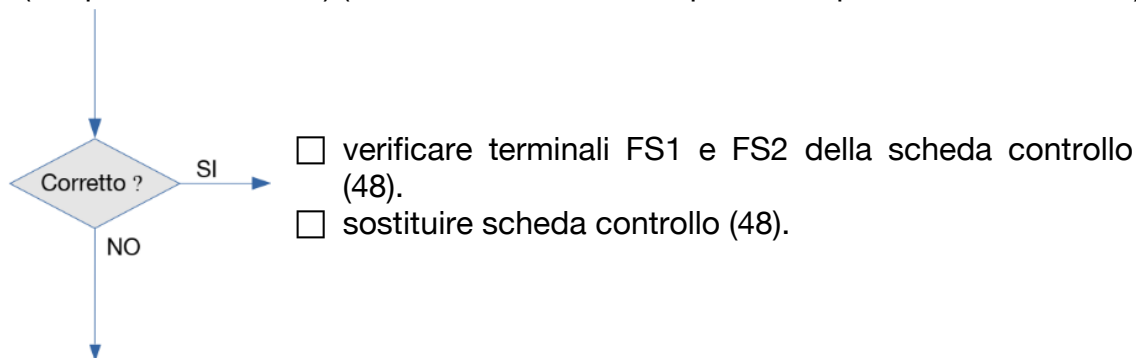 SI
verificare terminali FS1 e FS2 della scheda controllo
Corretto ?
(48).
sostituire scheda controllo (48).
NO